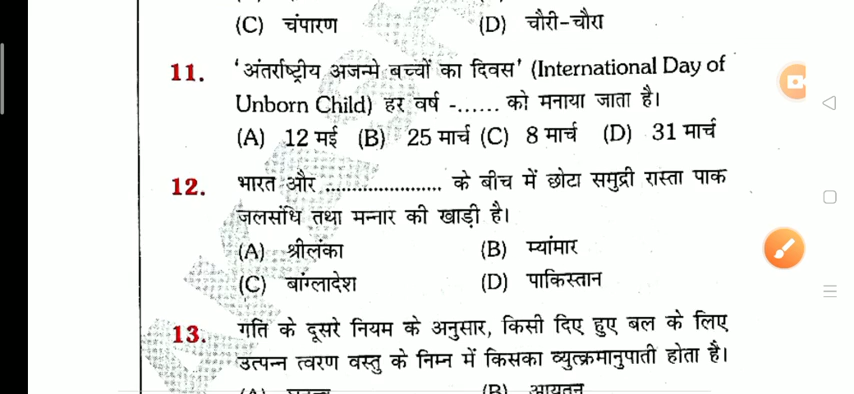 (C) चंपारण (D) चौरी-चौरा
11. 'अंतर्राष्ट्रीय अजन्मे बच्चों का दिवस' (International Day of
Unborn Child) हर वर्ष -...... को मनाया जाता है।
(A) 12 मई (B) 25 मार्च (C) 8 मार्च (D) 31 मार्च
12. भारत और ...................... के बीच में छोटा समुद्री रास्ता पाक
जलसंधि तथा मन्नार की खाड़ी है।
(A) श्रीलंका (B) म्यांमार
(C) बांग्लादेश (D) पाकिस्तान
13. गति के दूसरे नियम के अनुसार, किसी दिए हुए बल के लिए
उत्पन्न त्वरण वस्तु के निम्न में किसका व्युत्क्रमानुपाती होता है।
(A) (B) आयतन